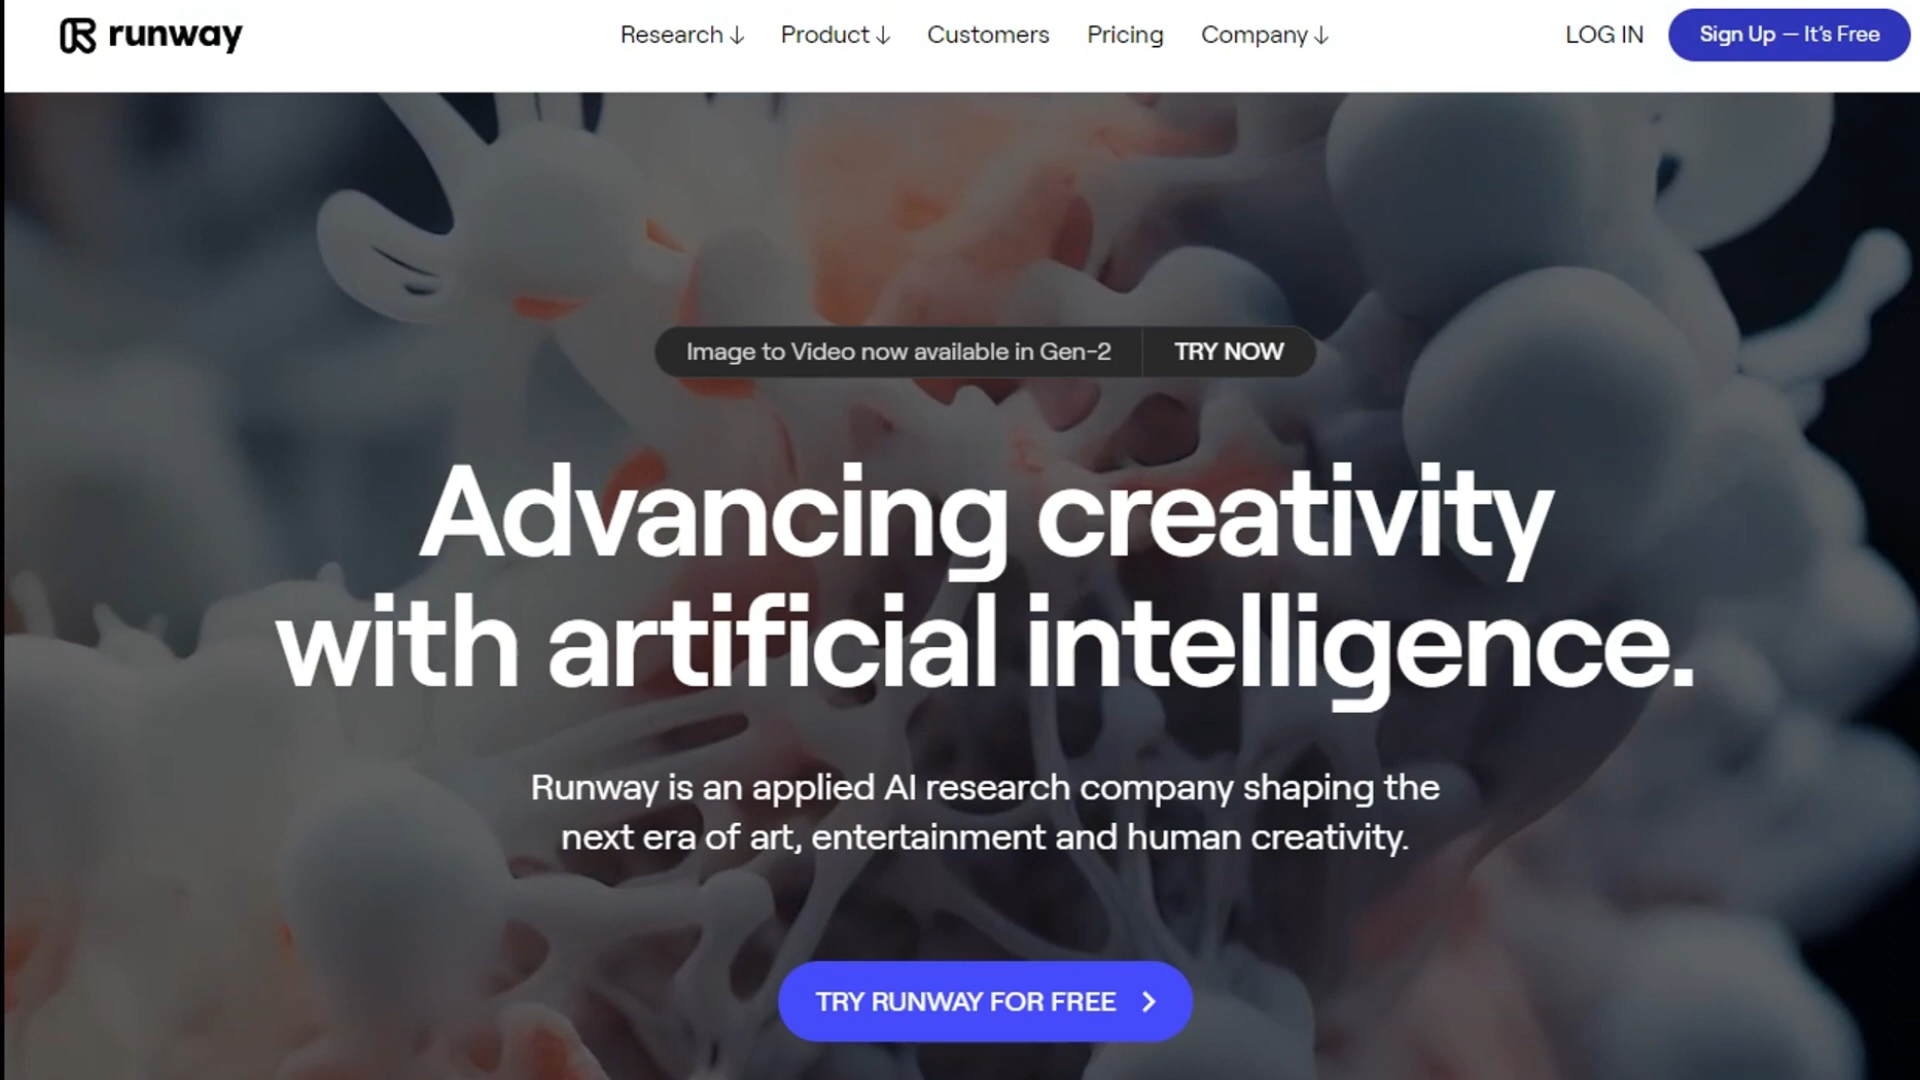 runway
Research ↓ Product ↓ Customers Pricing Company ↓ LOG IN Sign Up — It's Free
Image to Video now available in Gen-2 TRY NOW
Advancing creativity
with artificial intelligence.
Runway is an applied AI research company shaping the
next era of art, entertainment and human creativity.
TRY RUNWAY FOR FREE